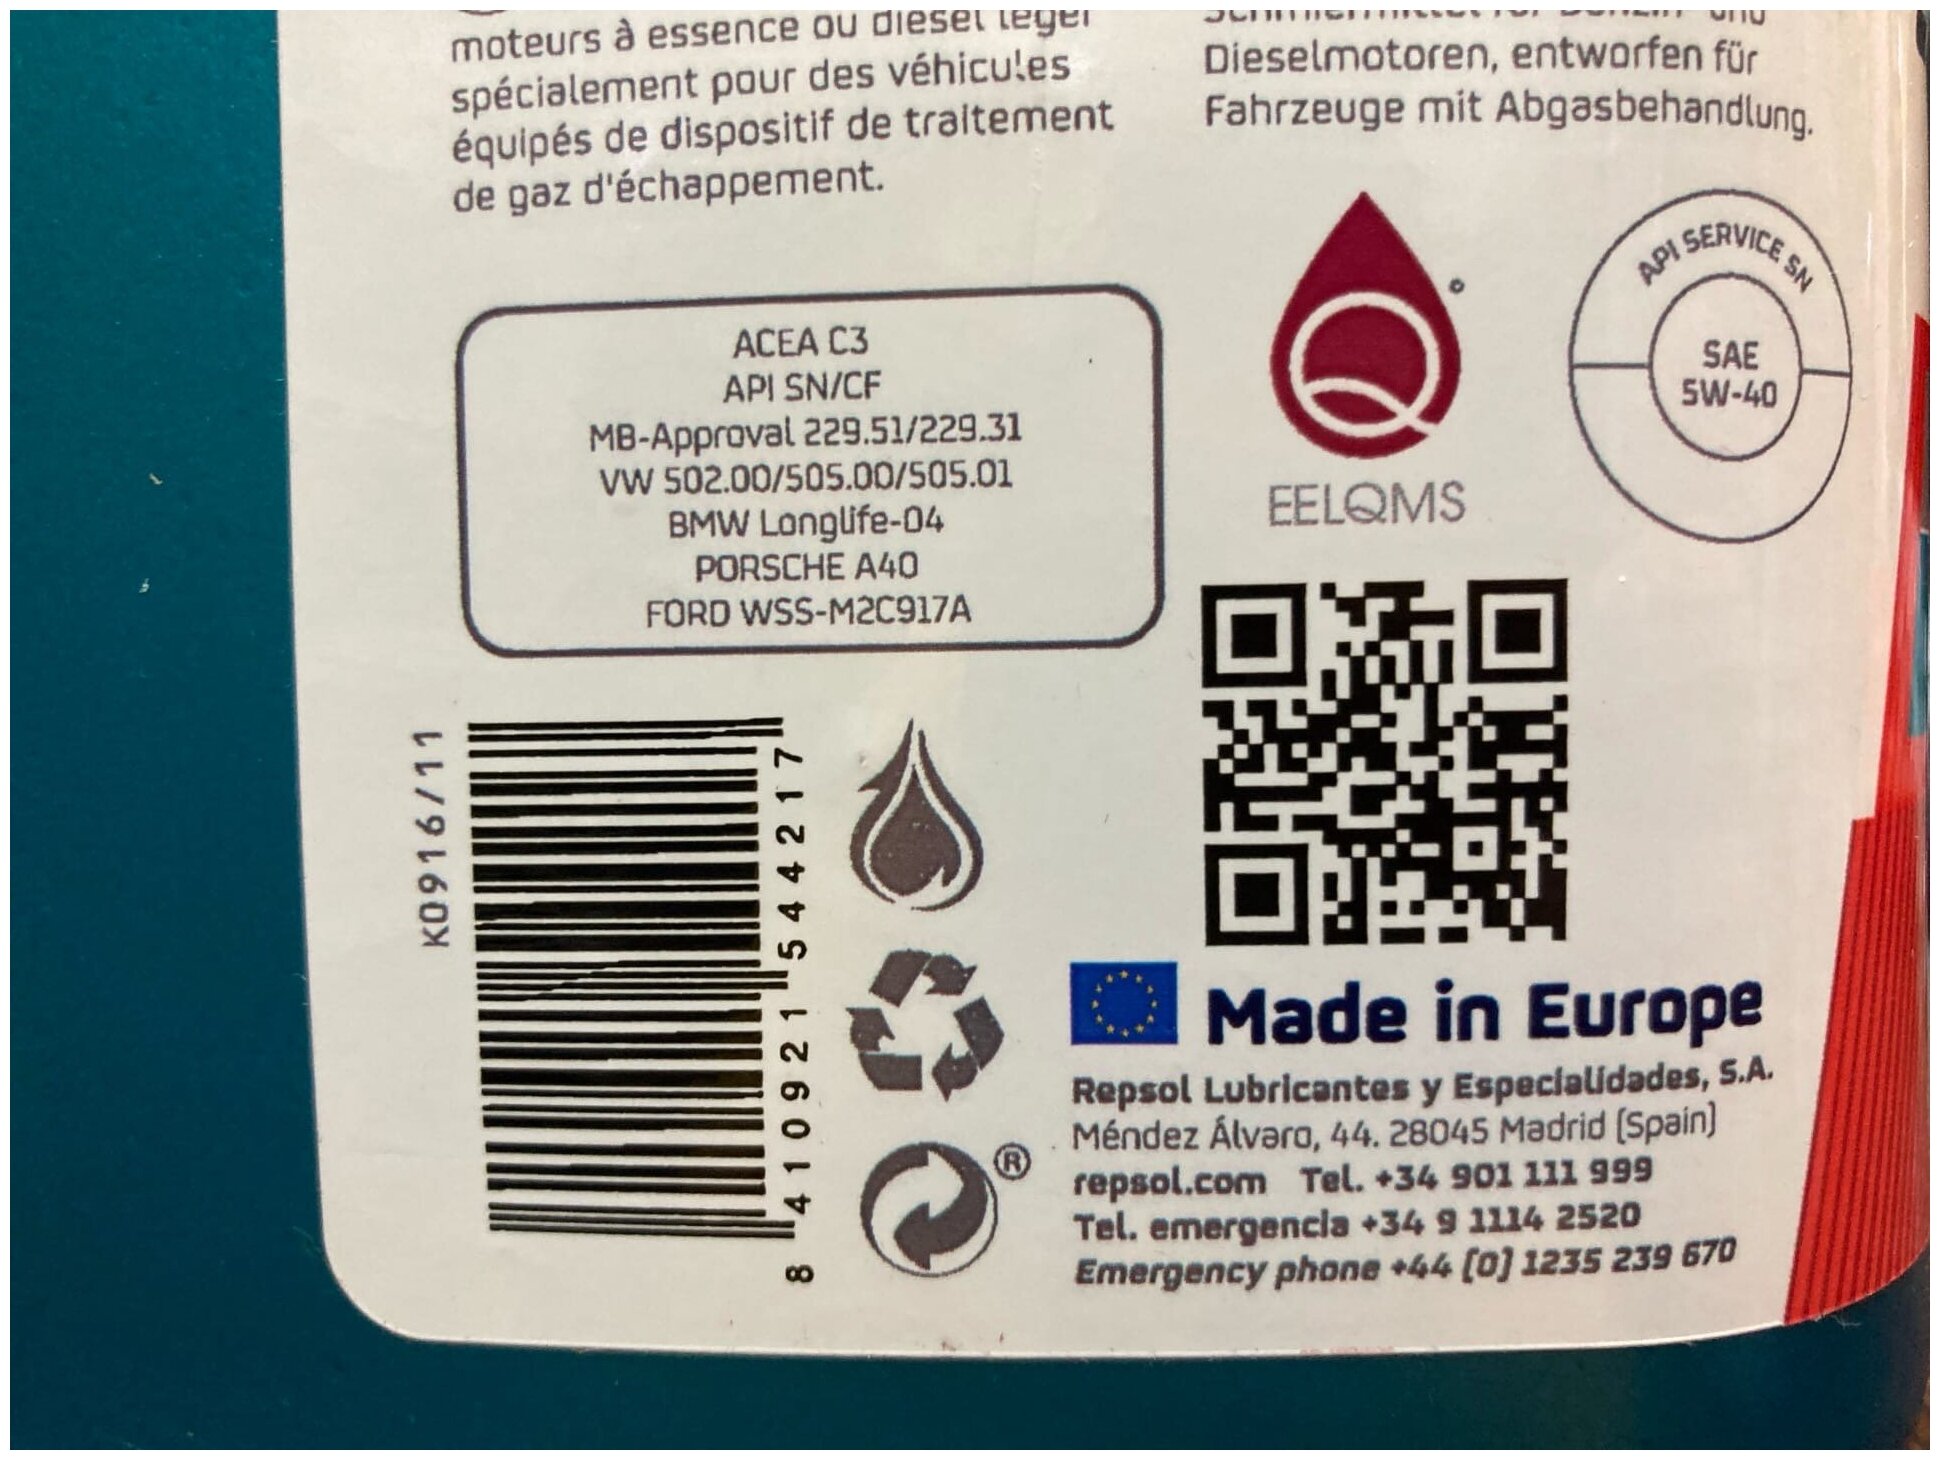 moteurs à essence ou diesel léger
spécialement pour des véhicules
équipés de dispositif de traitement
de gaz d'échappement.
Schmiermittel für Benzin- und
Dieselmotoren, entworfen für
Fahrzeuge mit Abgasbehandlung.
ACEA C3
API SN/CF
MB-Approval 229.51/229.31
VW 502.00/505.00/505.01
BMW Longlife-04
PORSCHE A40
FORD WSS-M2C917A
EELQMS
API SERVICE SN
SAE
5W-40
K0916/11
8 410921 544217
®
Made in Europe
Repsol Lubricantes y Especialidades, S.A.
Méndez Álvaro, 44. 28045 Madrid (Spain)
repsol.com Tel. +34 901 111 999
Tel. emergencia +34 9 1114 2520
Emergency phone +44 (0) 1235 239 670